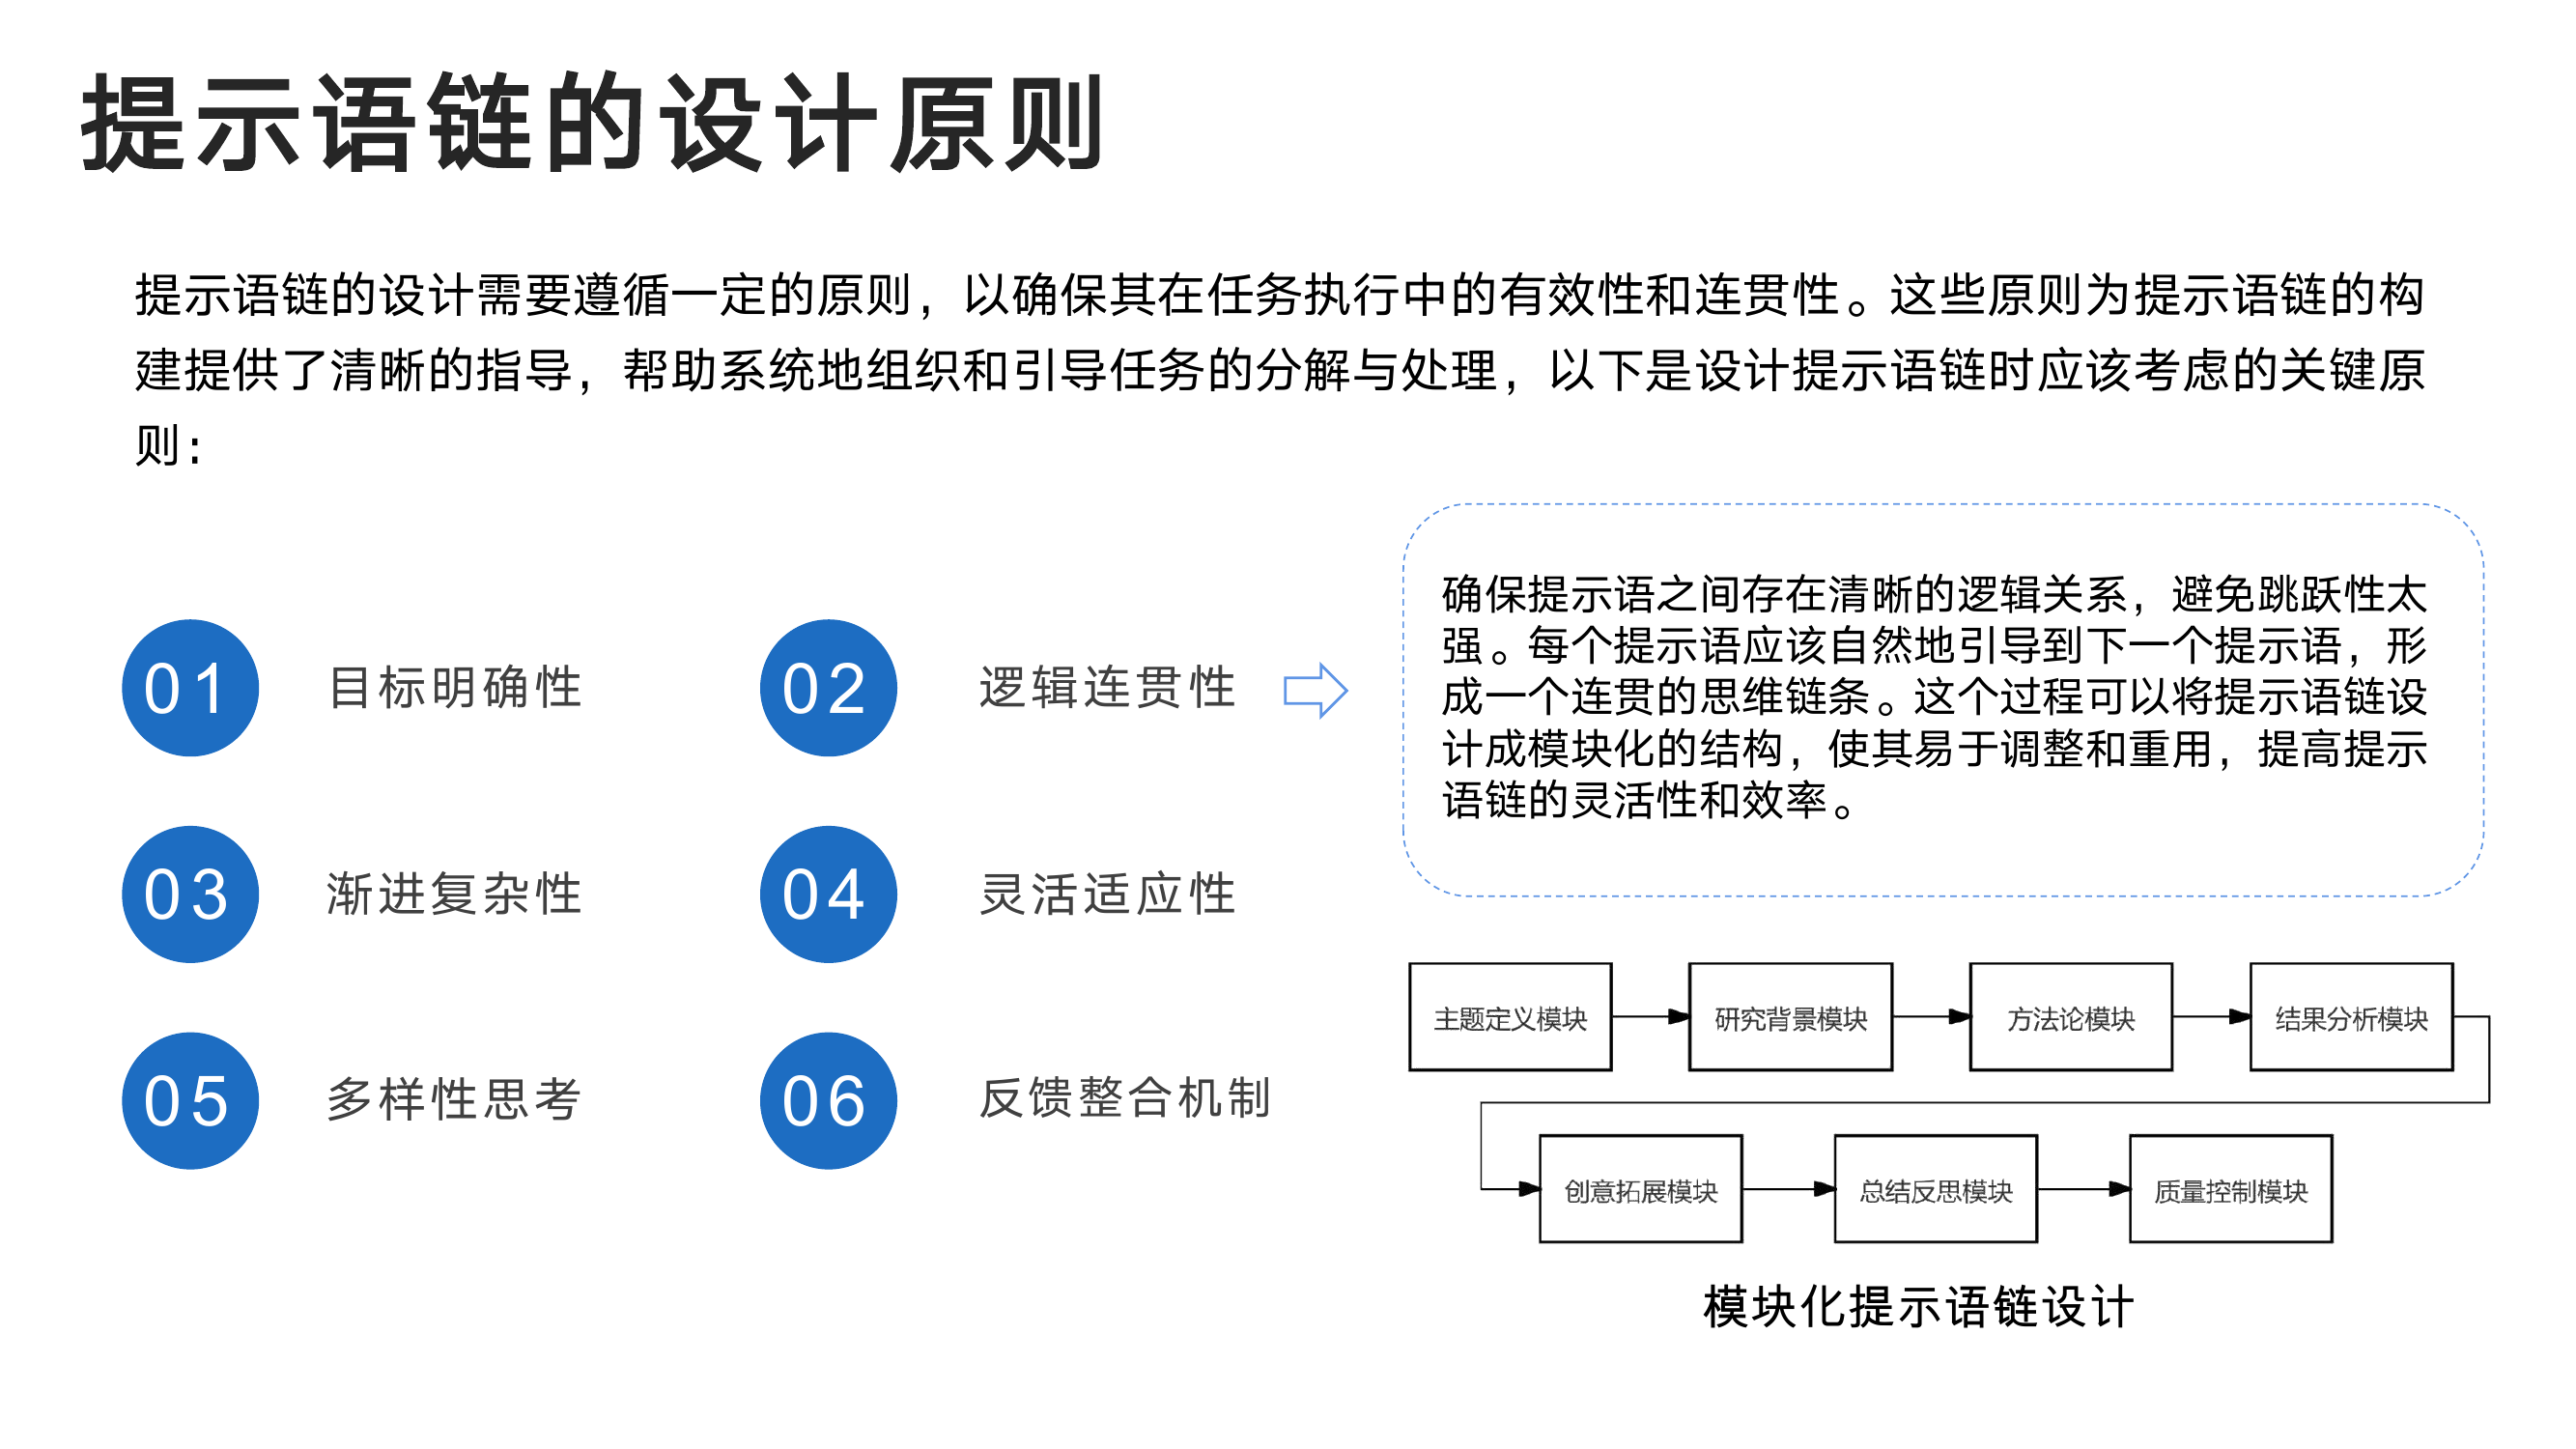 提示语链的设计原则
提示语链的设计需要遵循一定的原则，以确保其在任务执行中的有效性和连贯性。这些原则为提示语链的构
建提供了清晰的指导，帮助系统地组织和引导任务的分解与处理，以下是设计提示语链时应该考虑的关键原
则：
01 目标明确性
02 逻辑连贯性
确保提示语之间存在清晰的逻辑关系，避免跳跃性太
强。每个提示语应该自然地引导到下一个提示语，形
成一个连贯的思维链条。这个过程可以将提示语链设
计成模块化的结构，使其易于调整和重用，提高提示
语链的灵活性和效率。
03 渐进复杂性
04 灵活适应性
05 多样性思考
06 反馈整合机制
主题定义模块
研究背景模块
方法论模块
结果分析模块
创意拓展模块
总结反思模块
质量控制模块
模块化提示语链设计